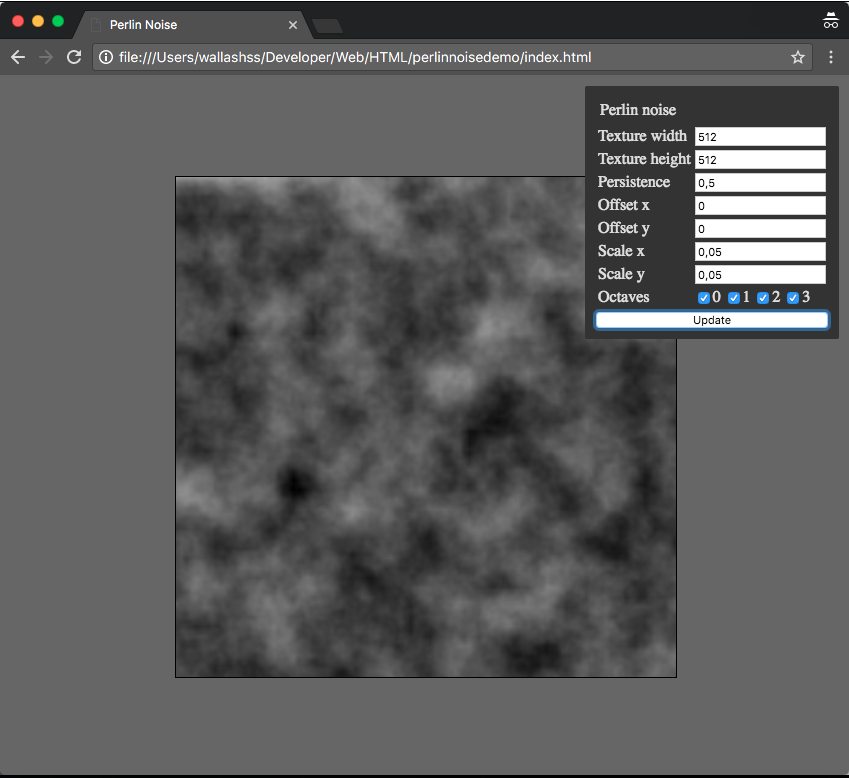 Perlin Noise
file:///Users/wallashss/Developer/Web/HTML/perlinnoisedemo/index.html
Perlin noise
Texture width 512
Texture height 512
Persistence 0,5
Offset x 0
Offset y 0
Scale x 0,05
Scale y 0,05
Octaves 0 1 2 3
Update